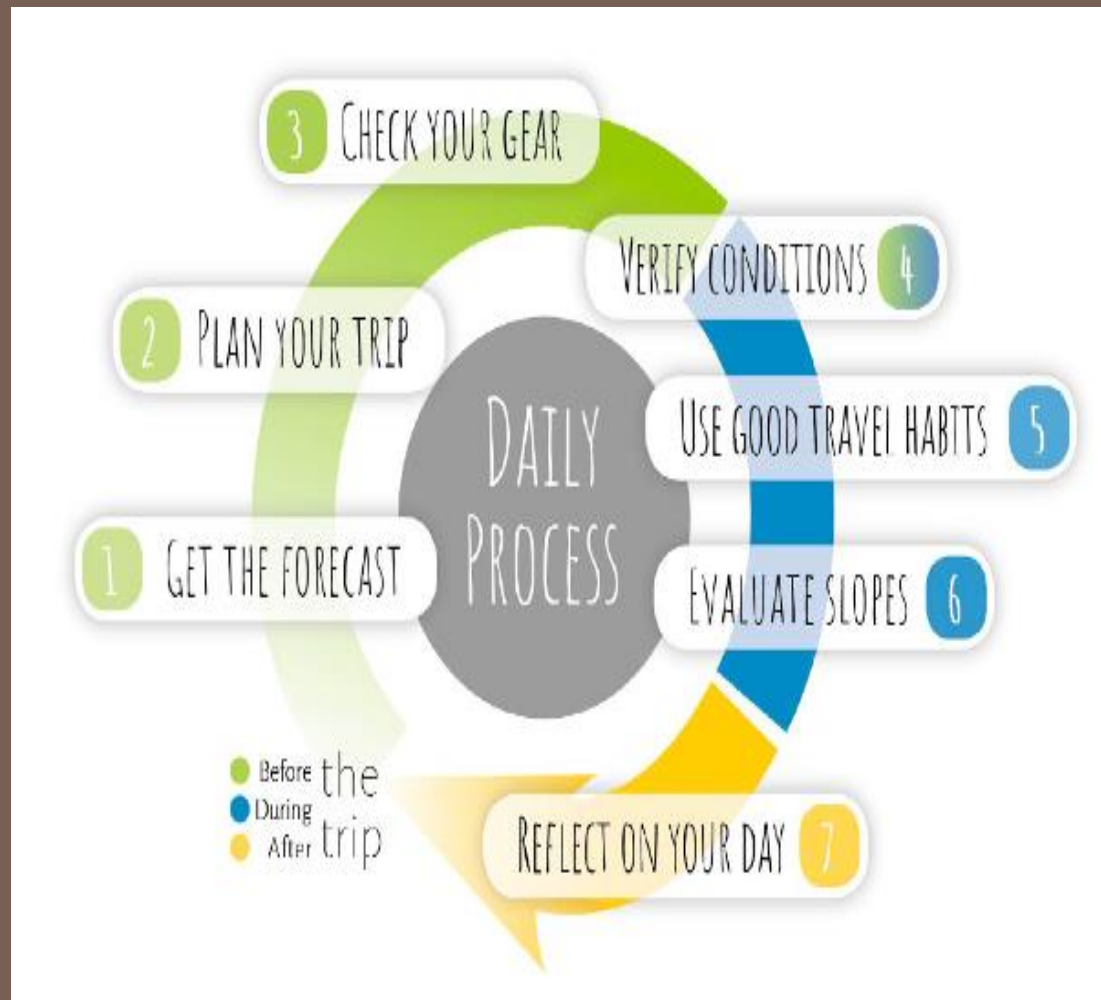 3 CHECK YOUR GEAR
VERIFY CONDITIONS 4
2 PLAN YOUR TRIP
USE GOOD TRAVEL HABITS 5
DAILY
PROCESS
1 GET THE FORECAST
EVALUATE SLOPES 6
Before the
During
After trip
REFLECT ON YOUR DAY 7